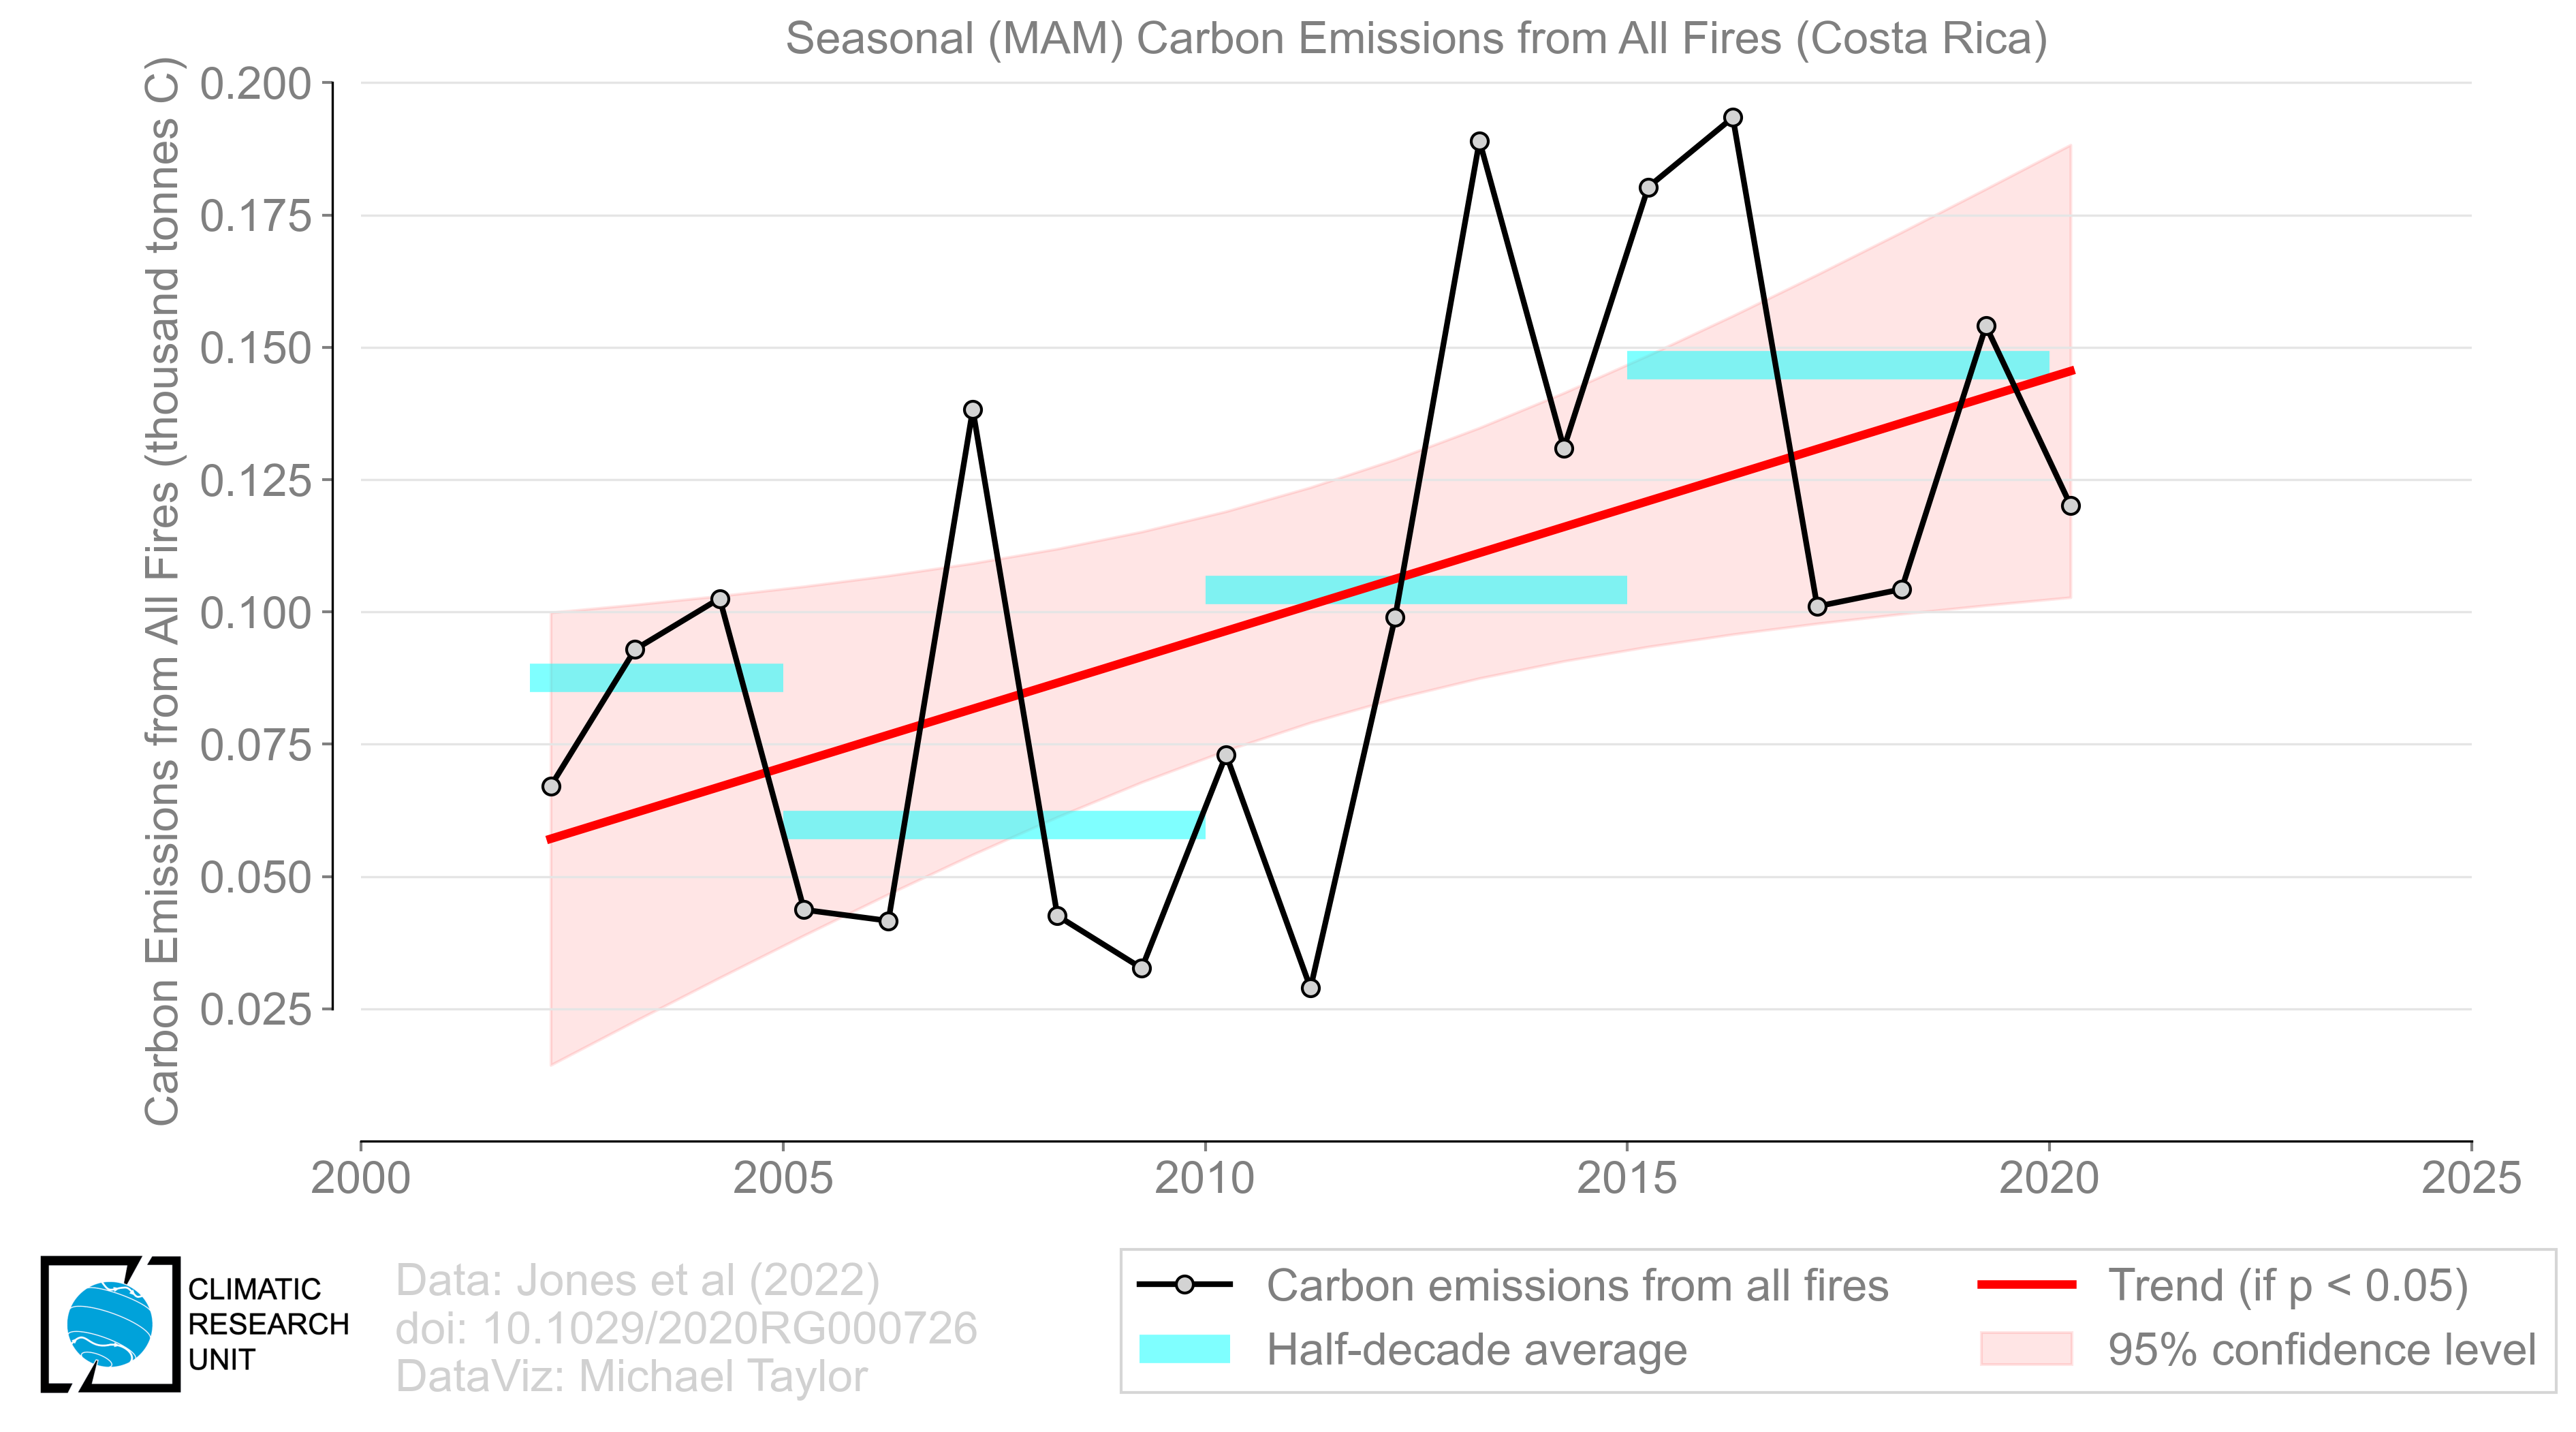 Seasonal (MAM) Carbon Emissions from All Fires (Costa Rica)
Carbon Emissions from All Fires (thousand tonnes C)
0.200
0.175
0.150
0.125
0.100
0.075
0.050
0.025
2000
2005
2010
2015
2020
2025
CLIMATIC
RESEARCH
UNIT
Data: Jones et al (2022)
doi: 10.1029/2020RG000726
DataViz: Michael Taylor
Carbon emissions from all fires
Half-decade average
Trend (if p < 0.05)
95% confidence level